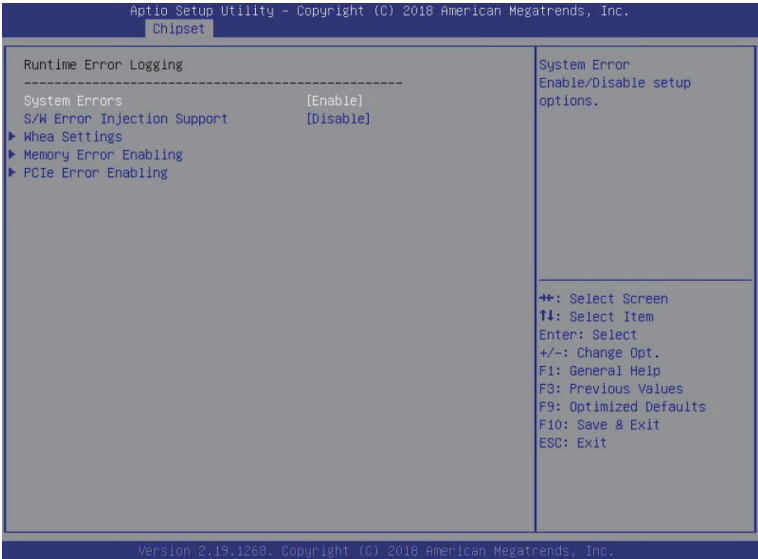 Aptio Setup Utility – Copyright (C) 2018 American Megatrends, Inc.
Chipset
Runtime Error Logging
--------------------------------------------------
System Errors [Enable]
S/W Error Injection Support [Disable]
▶ Whea Settings
▶ Memory Error Enabling
▶ PCIe Error Enabling
System Error
Enable/Disable setup
options.
→←: Select Screen
↑↓: Select Item
Enter: Select
+/-: Change Opt.
F1: General Help
F3: Previous Values
F9: Optimized Defaults
F10: Save & Exit
ESC: Exit
Version 2.19.1268. Copyright (C) 2018 American Megatrends, Inc.